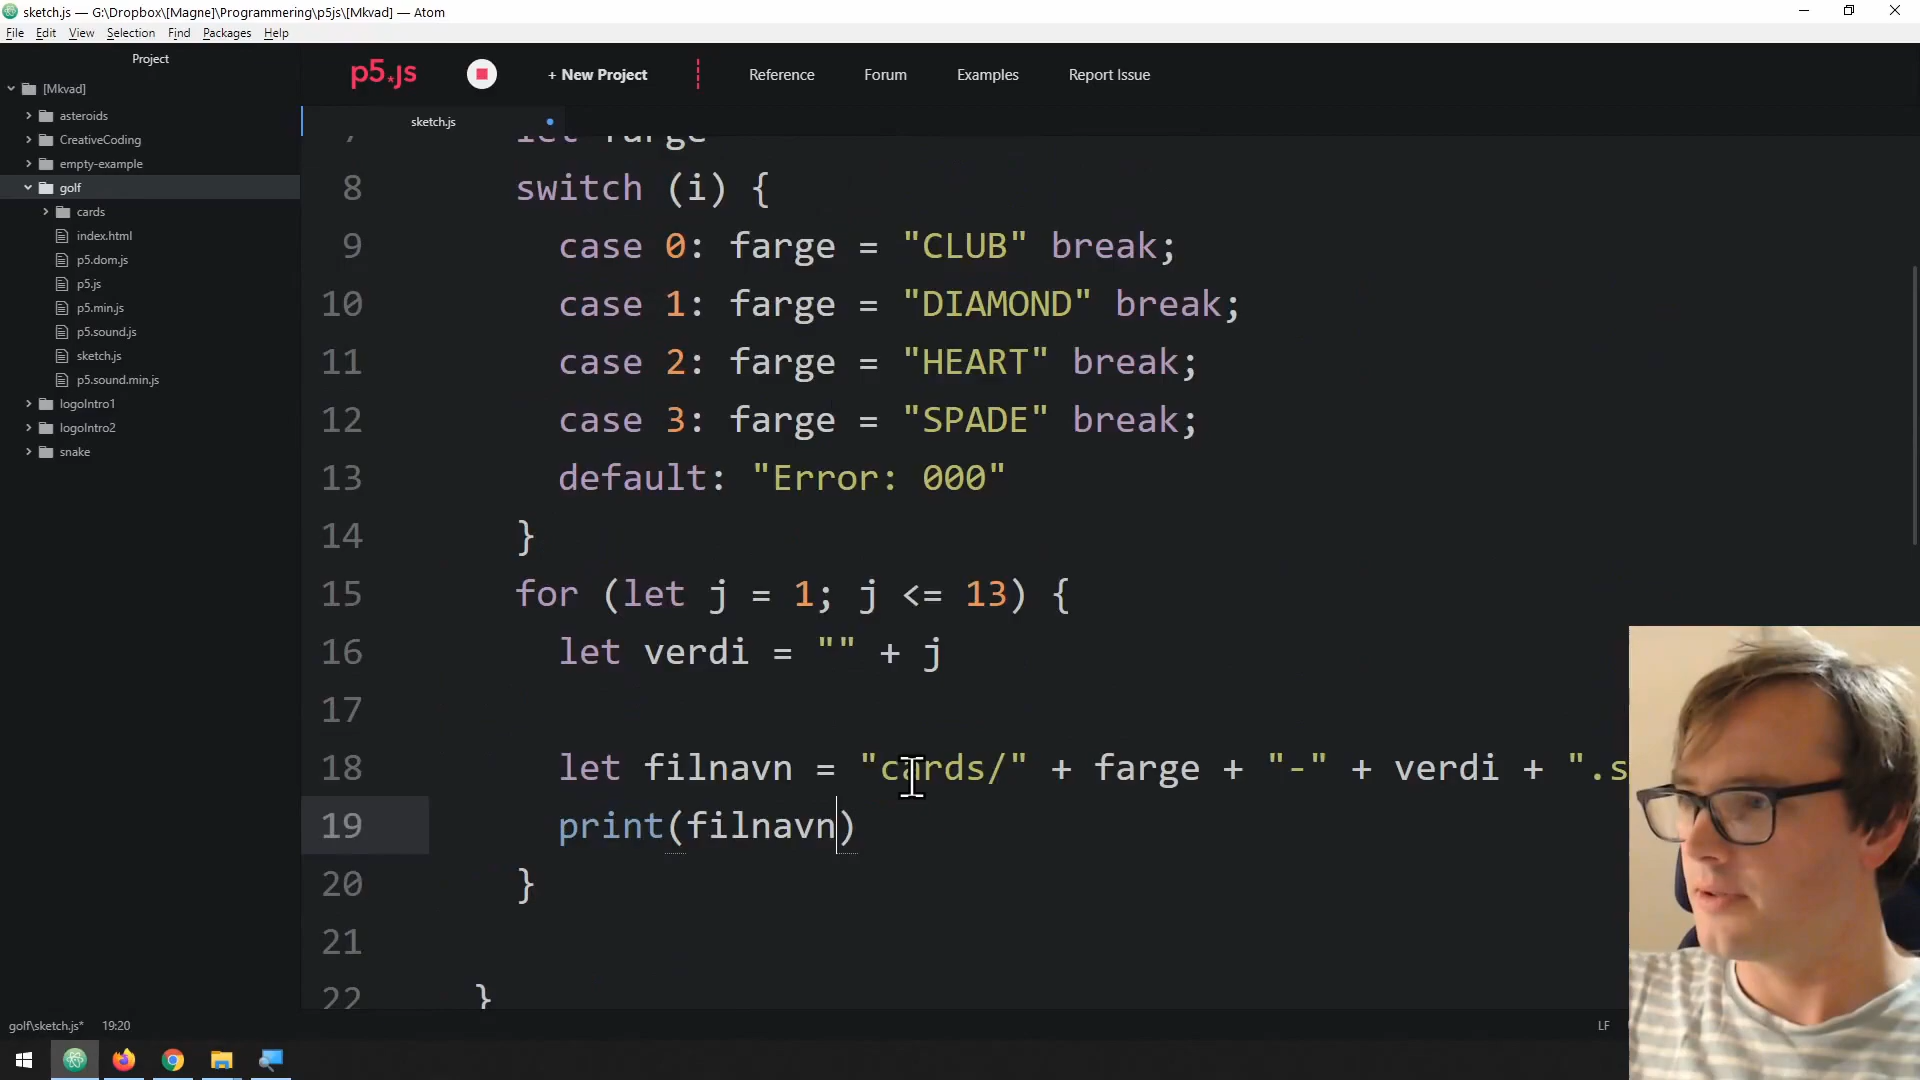 sketch.js — G:\Dropbox\[Magne]\Programmering\p5js\[Mkvad] — Atom
File Edit View Selection Find Packages Help
Project
[Mkvad]
asteroids
CreativeCoding
empty-example
golf
cards
index.html
p5.dom.js
p5.js
p5.min.js
p5.sound.js
sketch.js
p5.sound.min.js
logoIntro1
logoIntro2
snake
p5.js + New Project Reference Forum Examples Report Issue
sketch.js
7 let farge
8 switch (i) {
9 case 0: farge = "CLUB" break;
10 case 1: farge = "DIAMOND" break;
11 case 2: farge = "HEART" break;
12 case 3: farge = "SPADE" break;
13 default: "Error: 000"
14 }
15 for (let j = 1; j <= 13) {
16 let verdi = "" + j
17
18 let filnavn = "cards/" + farge + "-" + verdi + ".s
19 print(filnavn)
20 }
21
22 }
golf\sketch.js* 19:20 LF